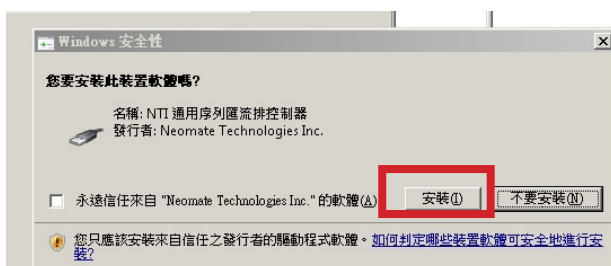 Windows 安全性
您要安裝此裝置軟體嗎?
名稱: NTI 通用序列匯流排控制器
發行者: Neomate Technologies Inc.
永遠信任來自 "Neomate Technologies Inc." 的軟體(A)
安裝(I)
不要安裝(N)
您只應該安裝來自信任之發行者的驅動程式軟體。如何判定哪些裝置軟體可安全地進行安
裝?